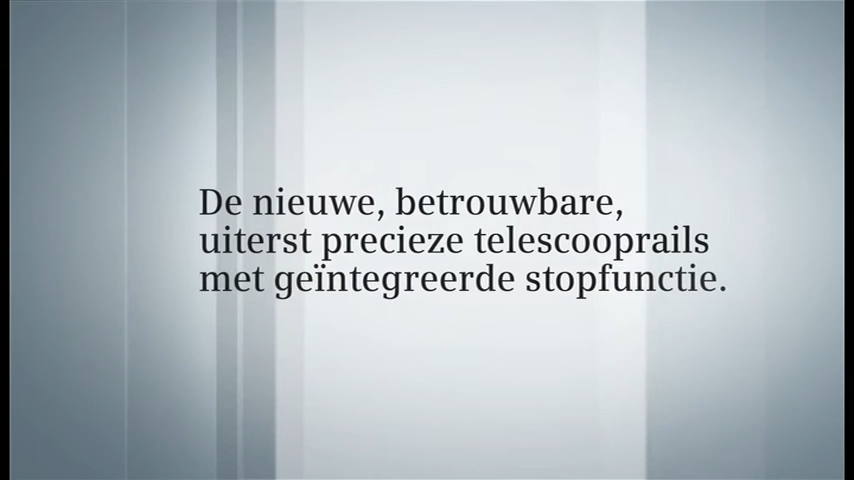 De nieuwe, betrouwbare,
uiterst precieze telescooprails
met geïntegreerde stopfunctie.